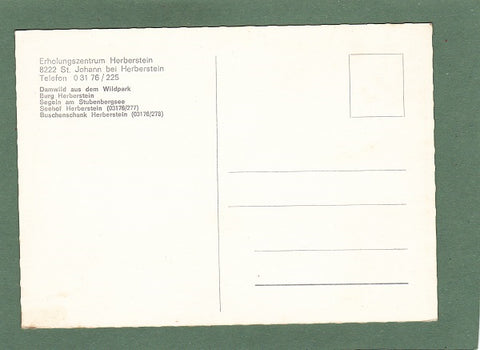 Erholungszentrum Herberstein
8222 St. Johann bei Herberstein
Telefon 0 31 76 / 225
Damwild aus dem Wildpark
Burg Herberstein
Segeln am Stubenbergsee
Seehof Herberstein (03176/277)
Buschenschank Herberstein (03176/278)